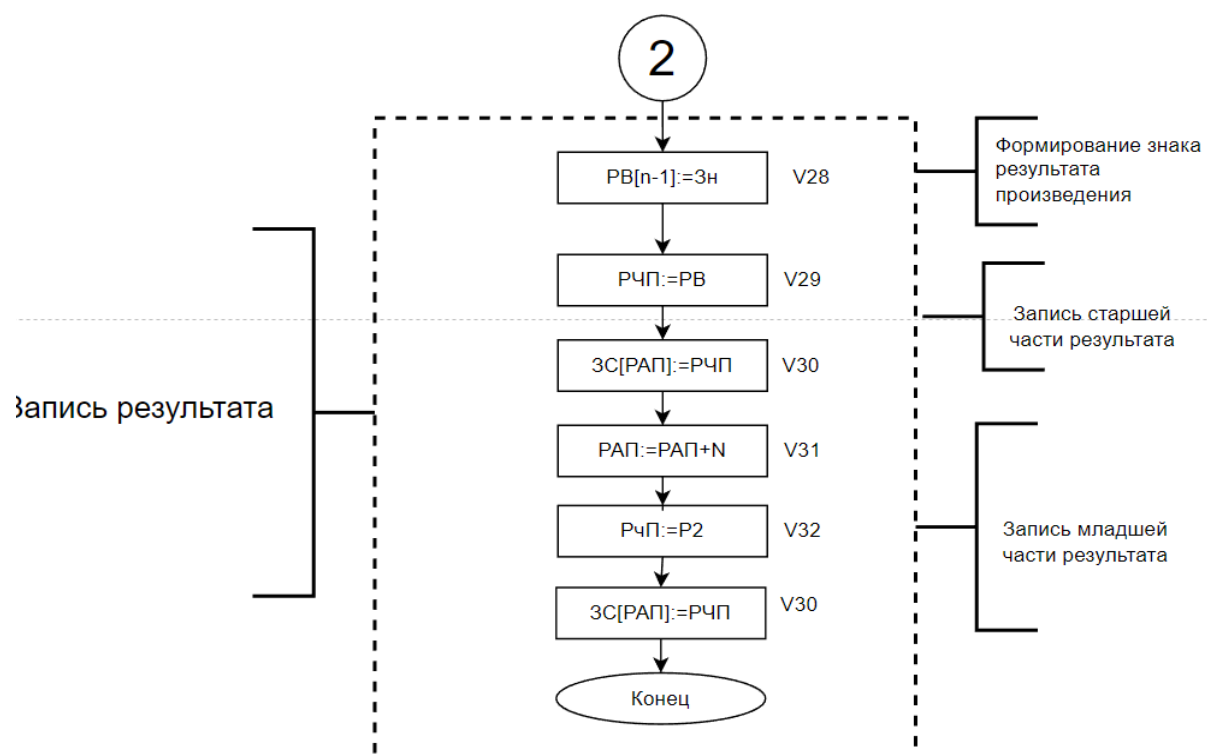 2
Формирование знака
результата
произведения
РВ[n-1]:=Зн
V28
РЧП:=РВ
V29
Запись старшей
части результата
ЗС[РАП]:=РЧП
V30
Запись результата
РАП:=РАП+N
V31
РчП:=Р2
V32
Запись младшей
части результата
ЗС[РАП]:=РЧП
V30
Конец